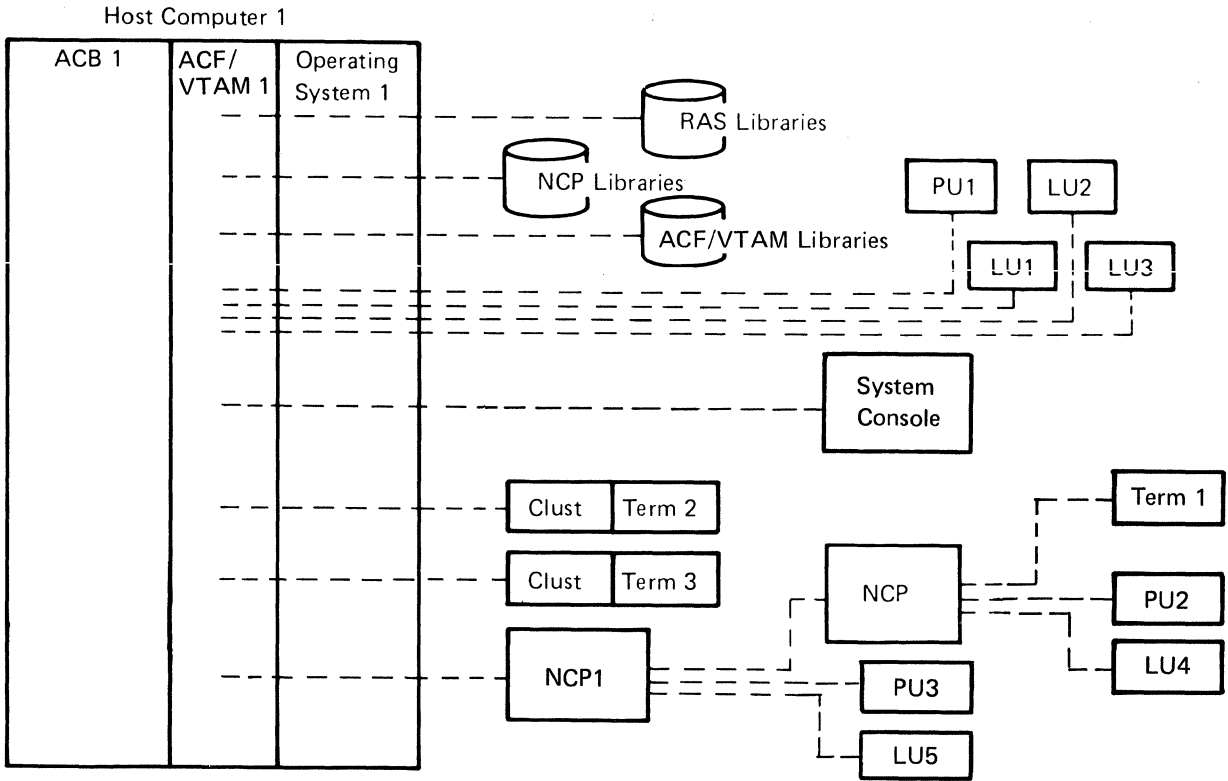 Host Computer 1
ACB 1
ACF/
VTAM 1
Operating
System 1
RAS Libraries
NCP Libraries
ACF/VTAM Libraries
PU1
LU2
LU1
LU3
System
Console
Clust
Term 2
Term 1
Clust
Term 3
NCP
PU2
NCP1
LU4
PU3
LU5